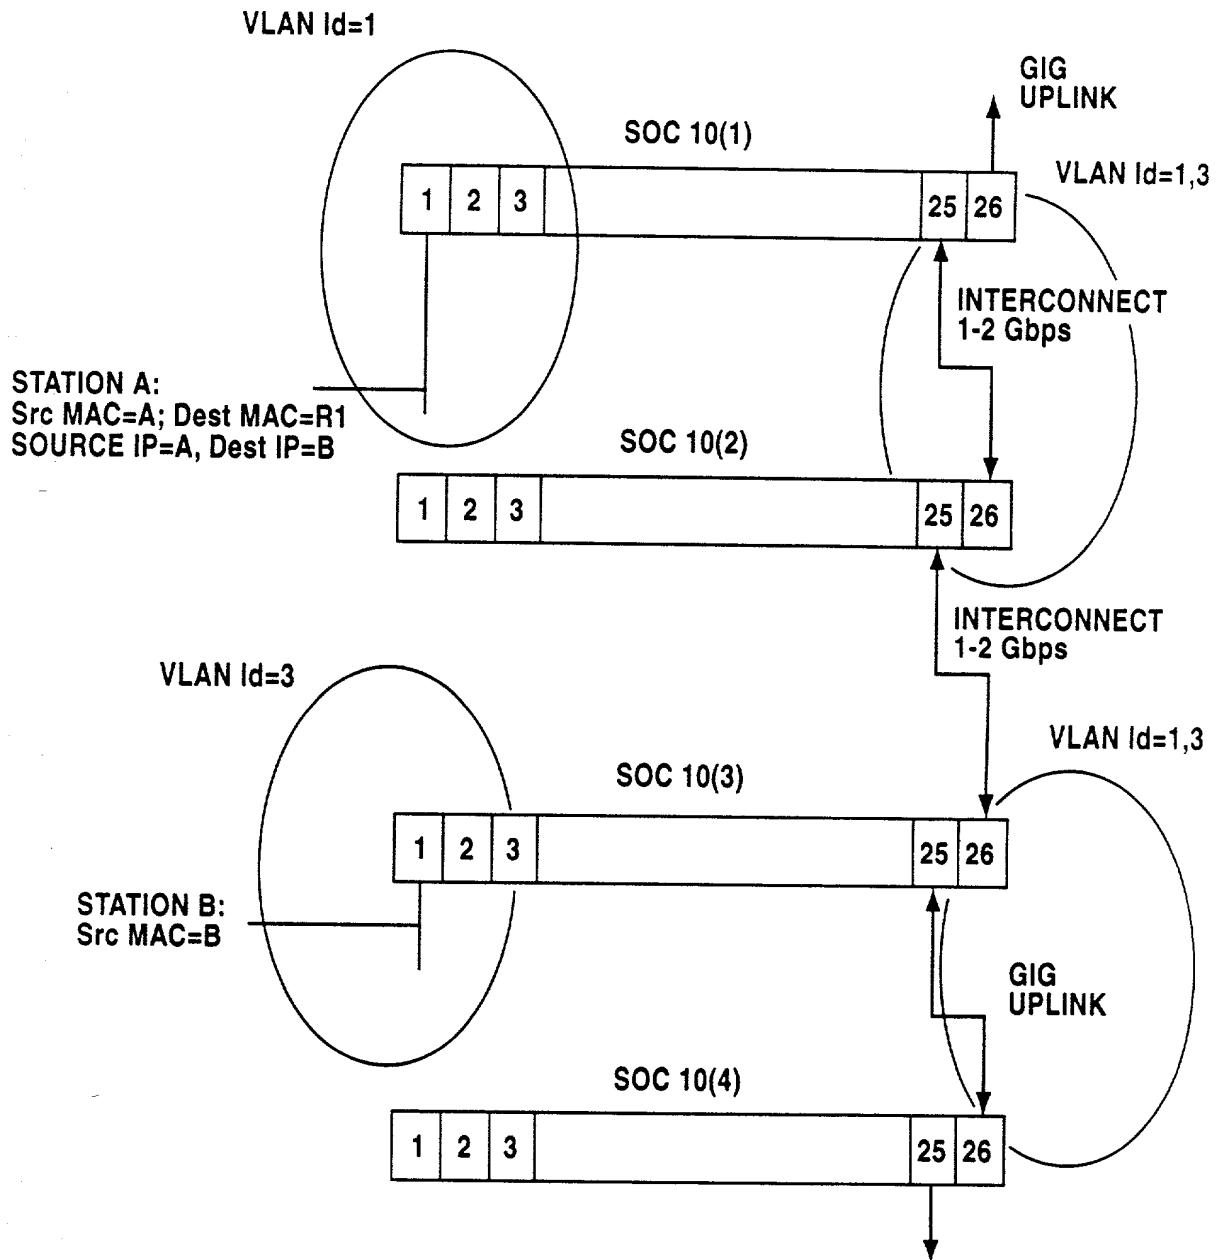 VLAN Id=1
GIG
UPLINK
SOC 10(1)
VLAN Id=1,3
1 2 3 25 26
INTERCONNECT
1-2 Gbps
STATION A:
Src MAC=A; Dest MAC=R1
SOURCE IP=A, Dest IP=B
SOC 10(2)
1 2 3 25 26
INTERCONNECT
1-2 Gbps
VLAN Id=3
VLAN Id=1,3
SOC 10(3)
1 2 3 25 26
STATION B:
Src MAC=B
GIG
UPLINK
SOC 10(4)
1 2 3 25 26